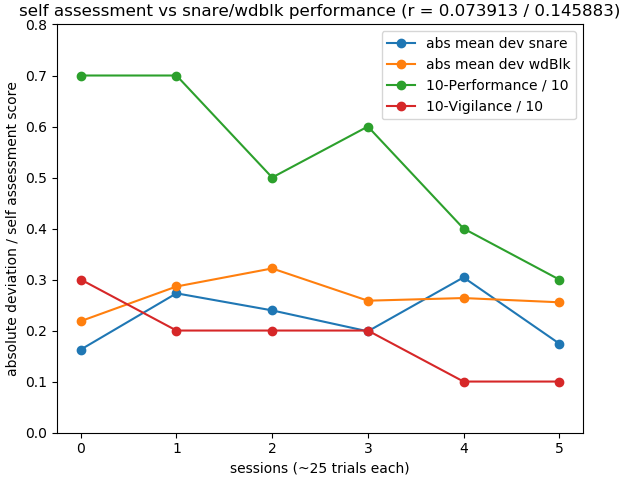 self assessment vs snare/wdblk performance (r = 0.073913 / 0.145883)
0.8
0.7
0.6
0.5
0.4
0.3
0.2
0.1
0.0
absolute deviation / self assessment score
abs mean dev snare
abs mean dev wdBlk
10-Performance / 10
10-Vigilance / 10
0 1 2 3 4 5
sessions (~25 trials each)